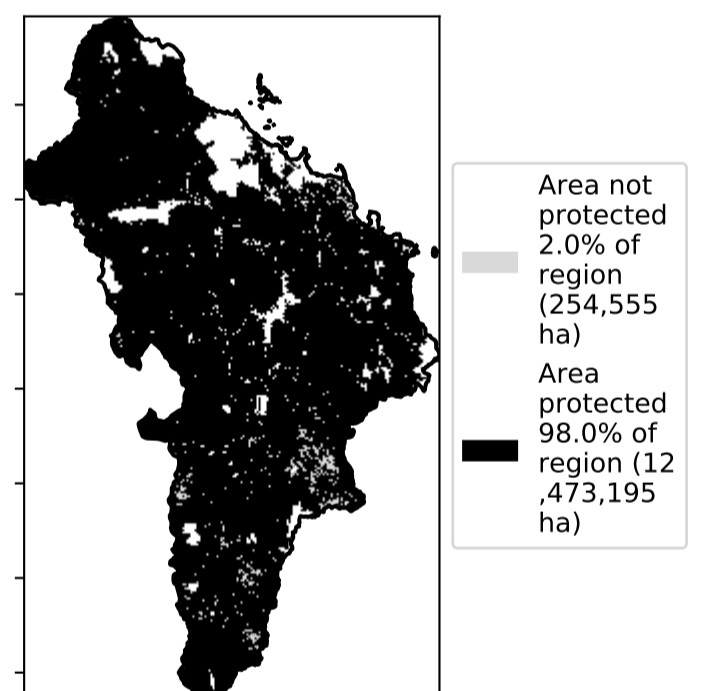 Area not
protected
2.0% of
region
(254,555
ha)
Area
protected
98.0% of
region (12
,473,195
ha)